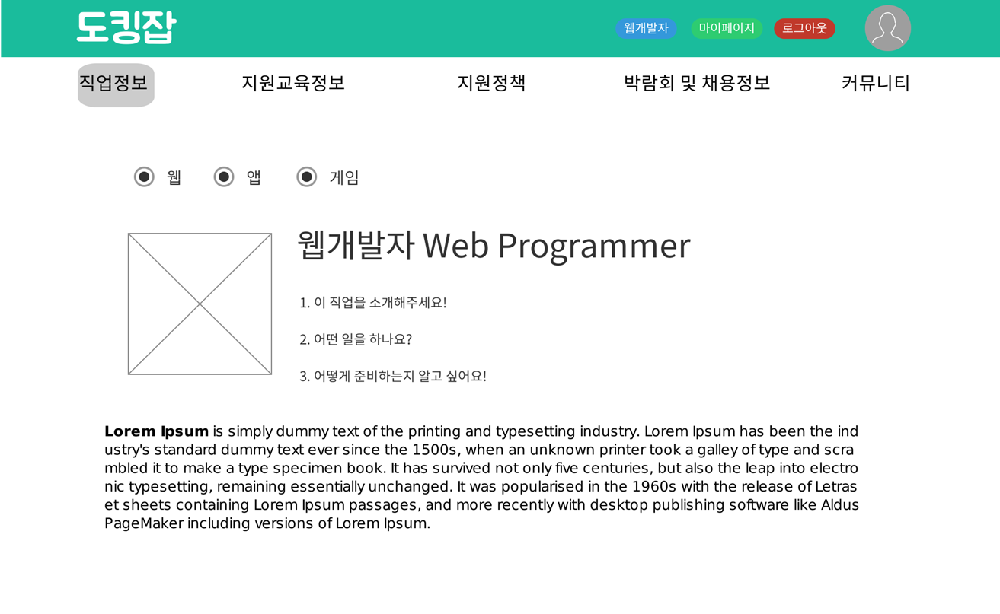 도킹잡
웹개발자 마이페이지 로그아웃
직업정보 지원교육정보 지원정책 박람회 및 채용정보 커뮤니티
웹 앱 게임
웹개발자 Web Programmer
1. 이 직업을 소개해주세요!
2. 어떤 일을 하나요?
3. 어떻게 준비하는지 알고 싶어요!
Lorem Ipsum is simply dummy text of the printing and typesetting industry. Lorem Ipsum has been the ind
ustry's standard dummy text ever since the 1500s, when an unknown printer took a galley of type and scra
mbled it to make a type specimen book. It has survived not only five centuries, but also the leap into electro
nic typesetting, remaining essentially unchanged. It was popularised in the 1960s with the release of Letras
et sheets containing Lorem Ipsum passages, and more recently with desktop publishing software like Aldus
PageMaker including versions of Lorem Ipsum.